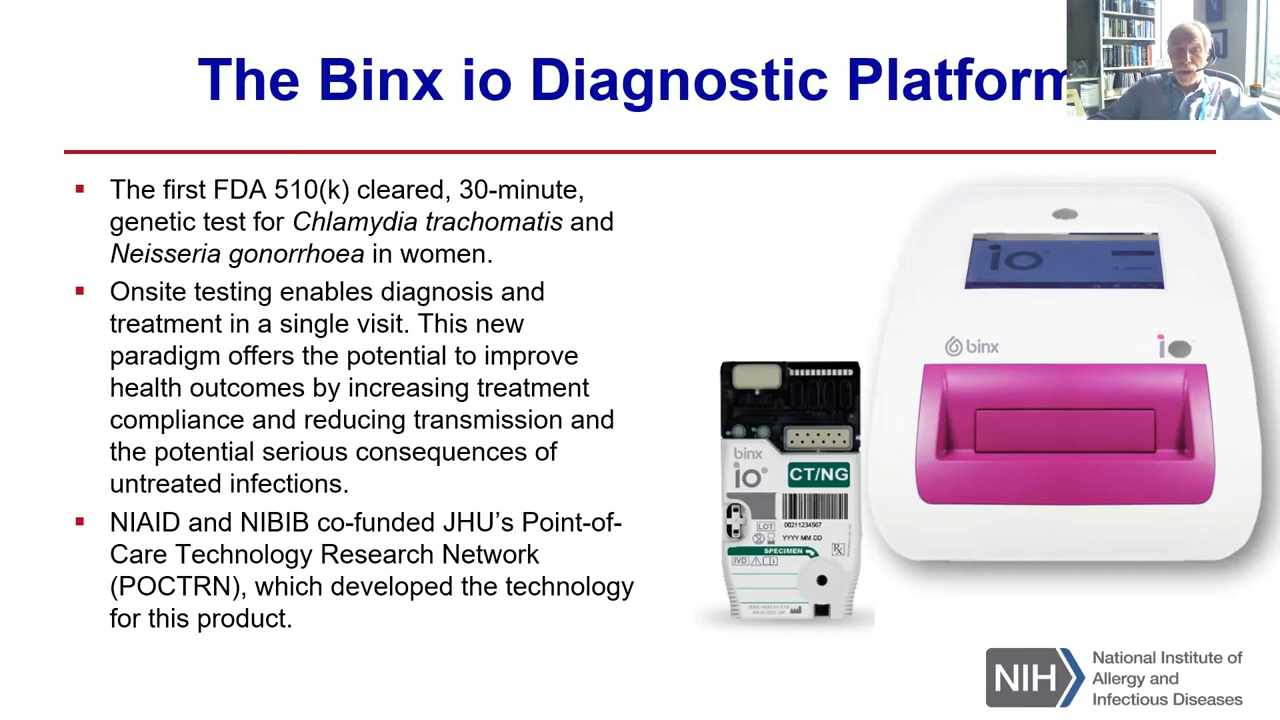 The Binx io Diagnostic Platform
The first FDA 510(k) cleared, 30-minute,
genetic test for Chlamydia trachomatis and
Neisseria gonorrhoea in women.
Onsite testing enables diagnosis and
treatment in a single visit. This new
paradigm offers the potential to improve
health outcomes by increasing treatment
compliance and reducing transmission and
the potential serious consequences of
untreated infections.
NIAID and NIBIB co-funded JHU’s Point-of-
Care Technology Research Network
(POCTRN), which developed the technology
for this product.
io
binx
io
binx
io
CT/NG
LOT
00211234567
YYYY MM DD
SPECIMEN
IVD
NIH
National Institute of
Allergy and
Infectious Diseases